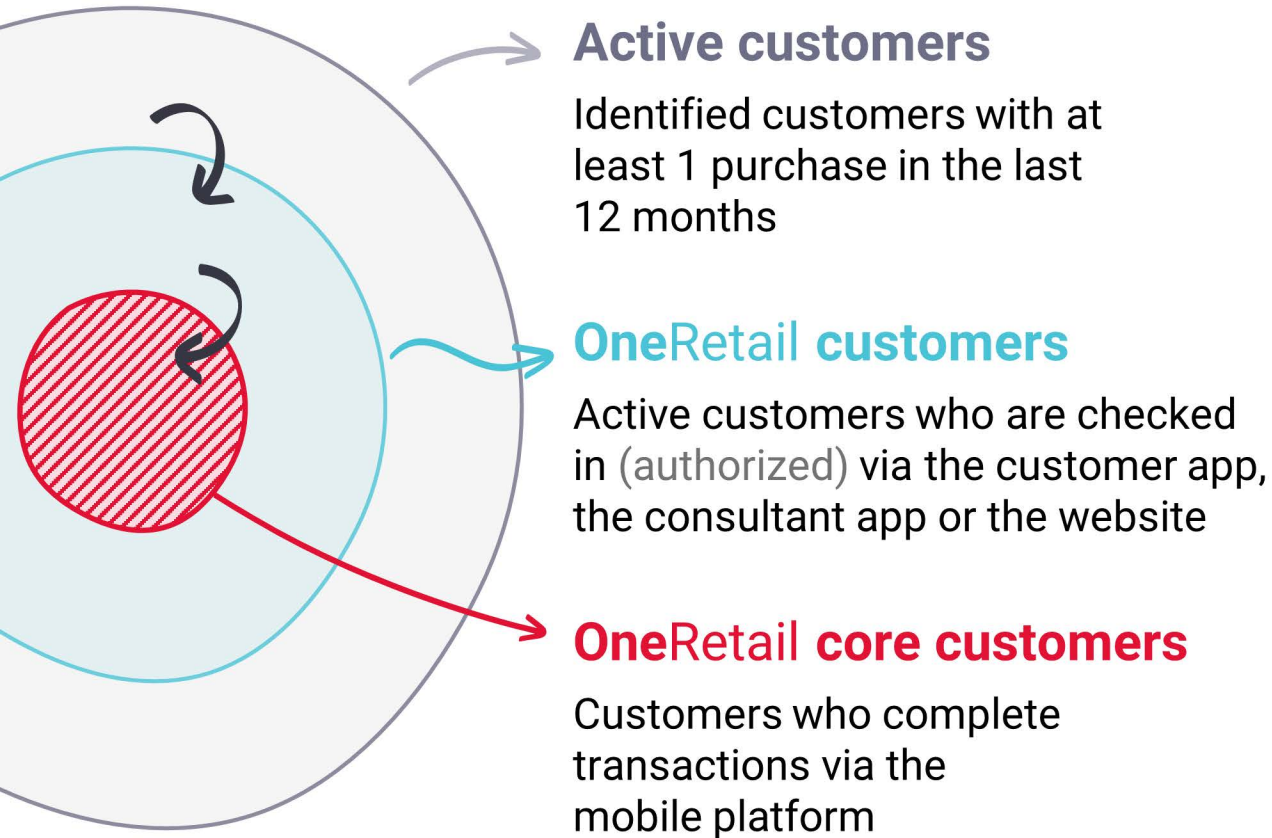 Active customers
Identified customers with at
least 1 purchase in the last
12 months
OneRetail customers
Active customers who are checked
in (authorized) via the customer app,
the consultant app or the website
OneRetail core customers
Customers who complete
transactions via the
mobile platform